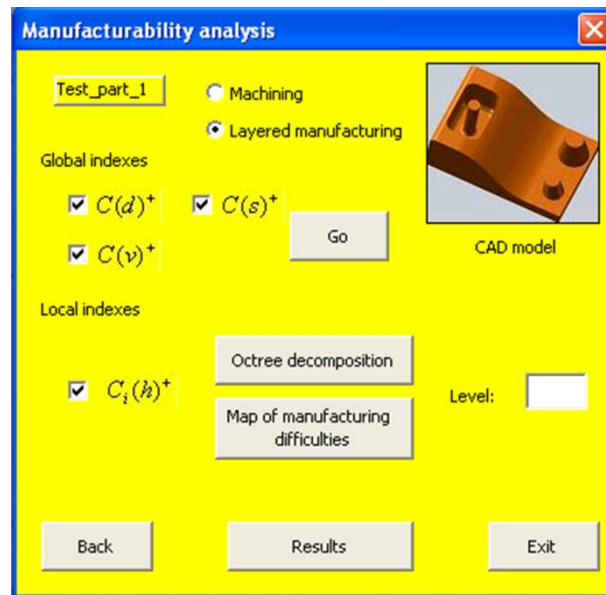 Manufacturability analysis
Test_part_1
Machining
Layered manufacturing
Global indexes
C(d)⁺
C(s)⁺
C(v)⁺
Go
CAD model
Local indexes
Octree decomposition
C_i(h)⁺
Map of manufacturing
difficulties
Level:
Back
Results
Exit